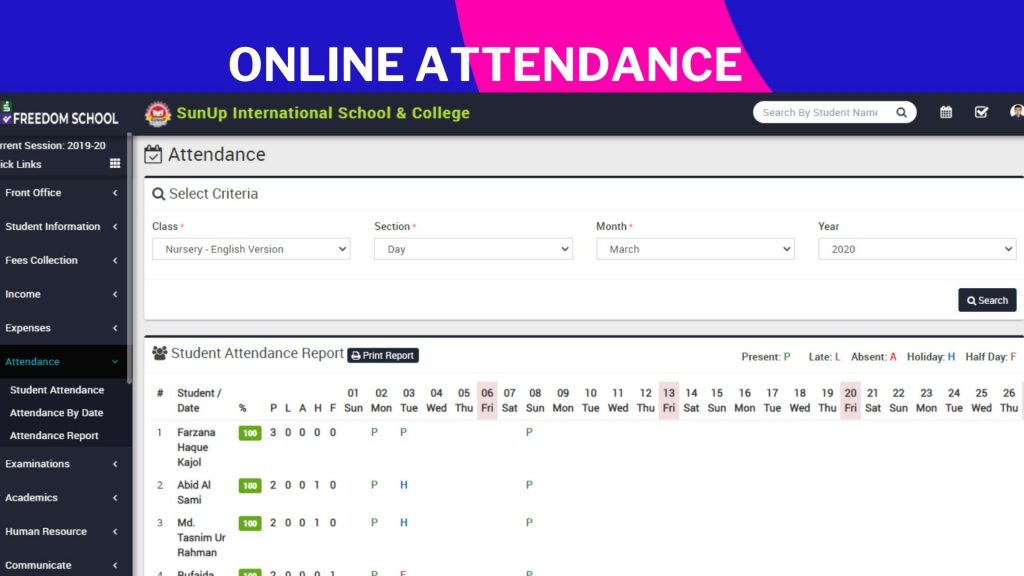 ONLINE ATTENDANCE
FREEDOM SCHOOL
SunUp International School & College
Search By Student Name
rrent Session: 2019-20
ick Links
Front Office
Student Information
Fees Collection
Income
Expenses
Attendance
Student Attendance
Attendance By Date
Attendance Report
Examinations
Academics
Human Resource
Communicate
Attendance
Select Criteria
Class * Section * Month * Year
Nursery - English Version Day March 2020
Search
Student Attendance Report Print Report
Present: P Late: L Absent: A Holiday: H Half Day: F
# Student / Date % P L A H F 01 Sun 02 Mon 03 Tue 04 Wed 05 Thu 06 Fri 07 Sat 08 Sun 09 Mon 10 Tue 11 Wed 12 Thu 13 Fri 14 Sat 15 Sun 16 Mon 17 Tue 18 Wed 19 Thu 20 Fri 21 Sat 22 Sun 23 Mon 24 Tue 25 Wed 26 Thu
1 Farzana Haque Kajol 100 3 0 0 0 0 P P P
2 Abid Al Sami 100 2 0 0 1 0 P H P
3 Md. Tasnim Ur Rahman 100 2 0 0 1 0 P H P
4 Rufaida 100 2 0 0 0 1 P F P